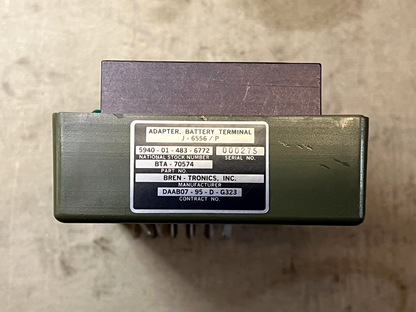 ADAPTER, BATTERY TERMINAL
J-6556/P
5940-01-483-6772 000275
NATIONAL STOCK NUMBER SERIAL NO.
BTA-70574
PART NO.
BREN-TRONICS, INC.
MANUFACTURER
DAAB07-95-D-G323
CONTRACT NO.